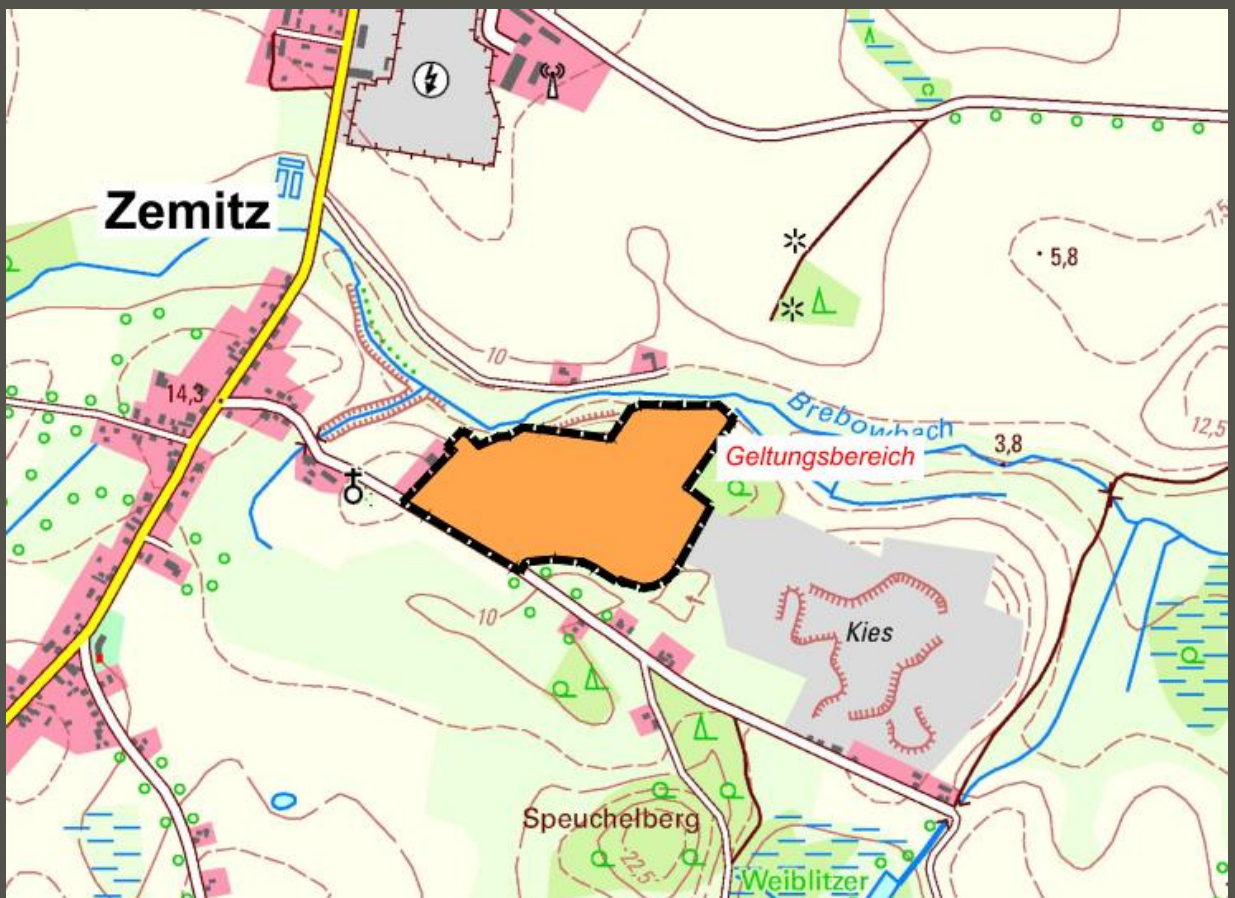 Zemitz
7,5
5,8
10
14,3
12,5
Brebowbach
3,8
Geltungsbereich
10
Kies
Speuchelberg
22,5
Weiblitzer